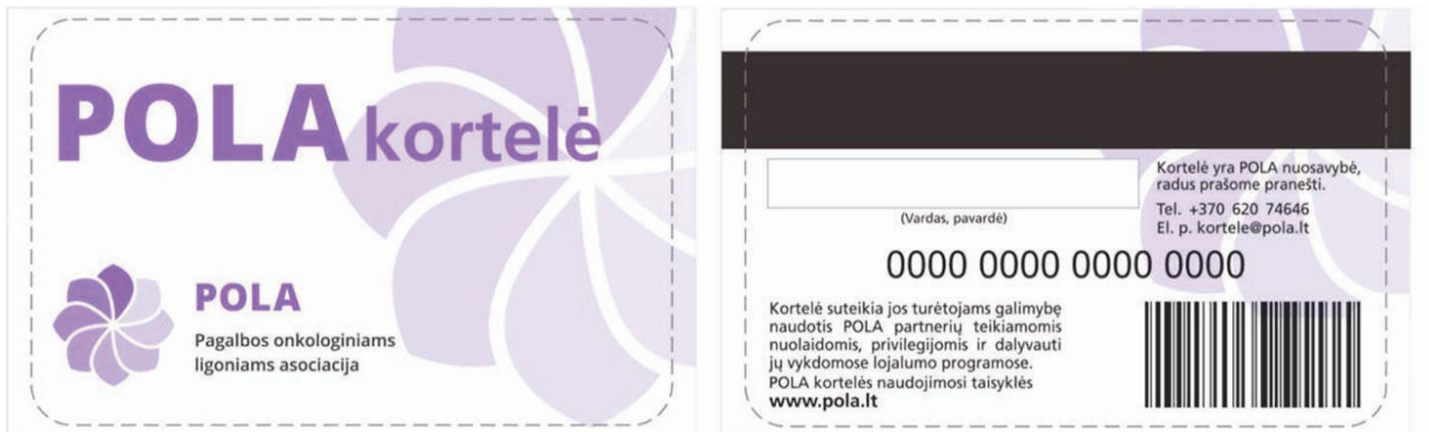 POLA kortelė
POLA
Pagalbos onkologiniams
ligoniams asociacija
Kortelė yra POLA nuosavybė,
radus prašome pranešti.
Tel. +370 620 74646
El. p. kortele@pola.lt
(Vardas, pavardė)
0000 0000 0000 0000
Kortelė suteikia jos turėtojams galimybę
naudotis POLA partnerių teikiamomis
nuolaidomis, privilegijomis ir dalyvauti
jų vykdomose lojalumo programose.
POLA kortelės naudojimosi taisyklės
www.pola.lt